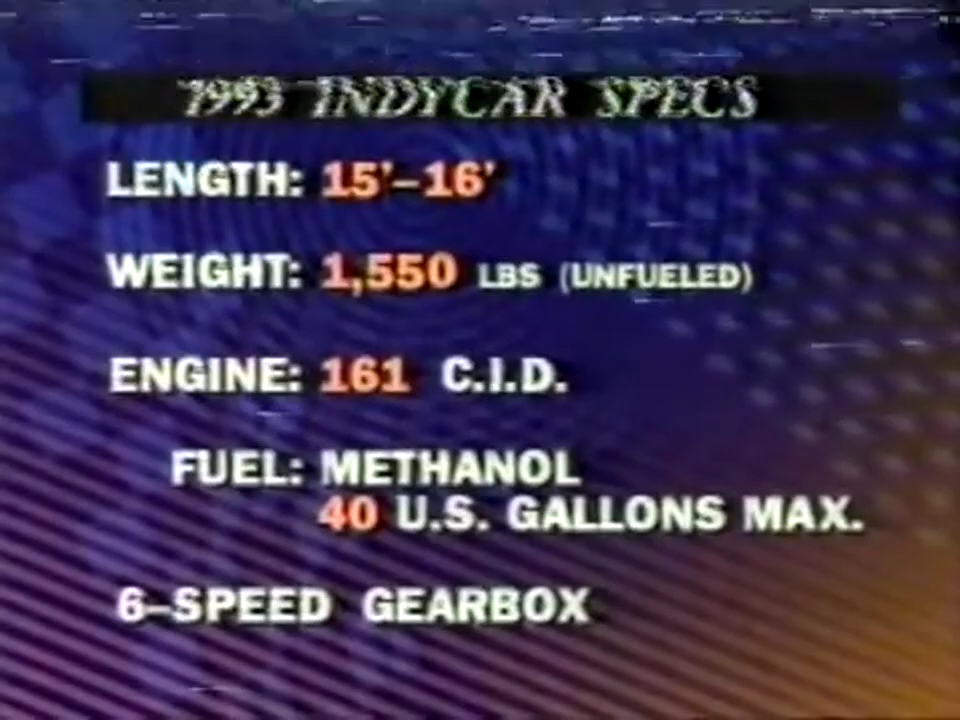 1993 INDYCAR SPECS
LENGTH: 15'–16'
WEIGHT: 1,550 LBS (UNFUELED)
ENGINE: 161 C.I.D.
FUEL: METHANOL
40 U.S. GALLONS MAX.
6–SPEED GEARBOX